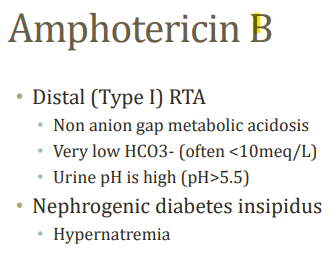 Amphotericin B
• Distal (Type I) RTA
• Non anion gap metabolic acidosis
• Very low HCO3- (often <10meq/L)
• Urine pH is high (pH>5.5)
• Nephrogenic diabetes insipidus
• Hypernatremia